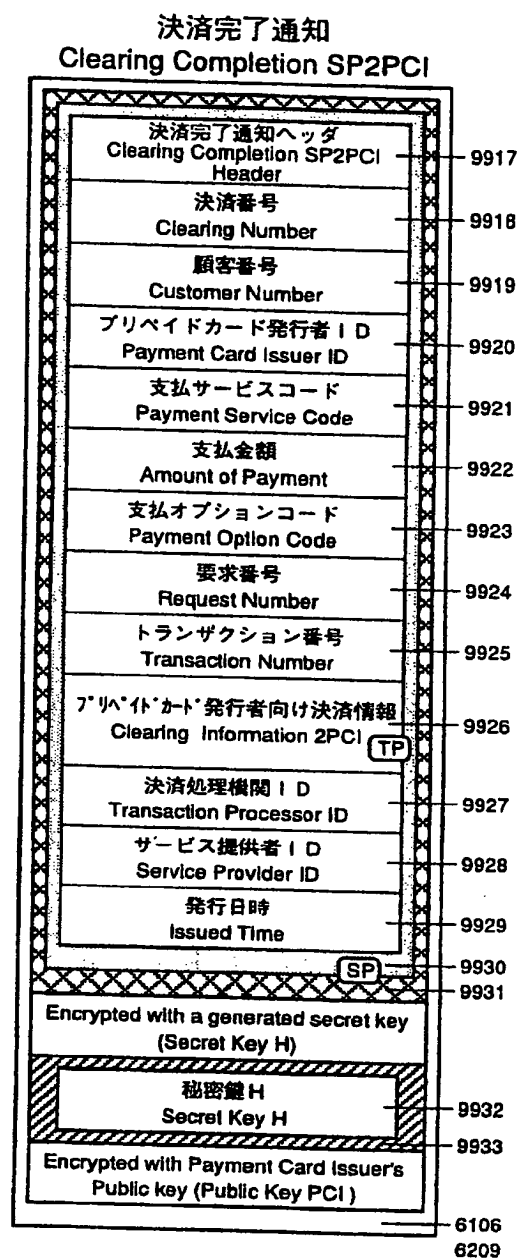 決済完了通知
Clearing Completion SP2PCI
決済完了通知ヘッダ
Clearing Completion SP2PCI
Header
9917
決済番号
Clearing Number
9918
顧客番号
Customer Number
9919
プリペイドカード発行者ＩＤ
Payment Card Issuer ID
9920
支払サービスコード
Payment Service Code
9921
支払金額
Amount of Payment
9922
支払オプションコード
Payment Option Code
9923
要求番号
Request Number
9924
トランザクション番号
Transaction Number
9925
ﾌﾟﾘﾍﾟｲﾄﾞｶｰﾄﾞ発行者向け決済情報
Clearing Information 2PCI
TP
9926
決済処理機関ＩＤ
Transaction Processor ID
9927
サービス提供者ＩＤ
Service Provider ID
9928
発行日時
Issued Time
9929
SP
9930
9931
Encrypted with a generated secret key
(Secret Key H)
秘密鍵H
Secret Key H
9932
9933
Encrypted with Payment Card Issuer's
Public key (Public Key PCI )
6106
6209